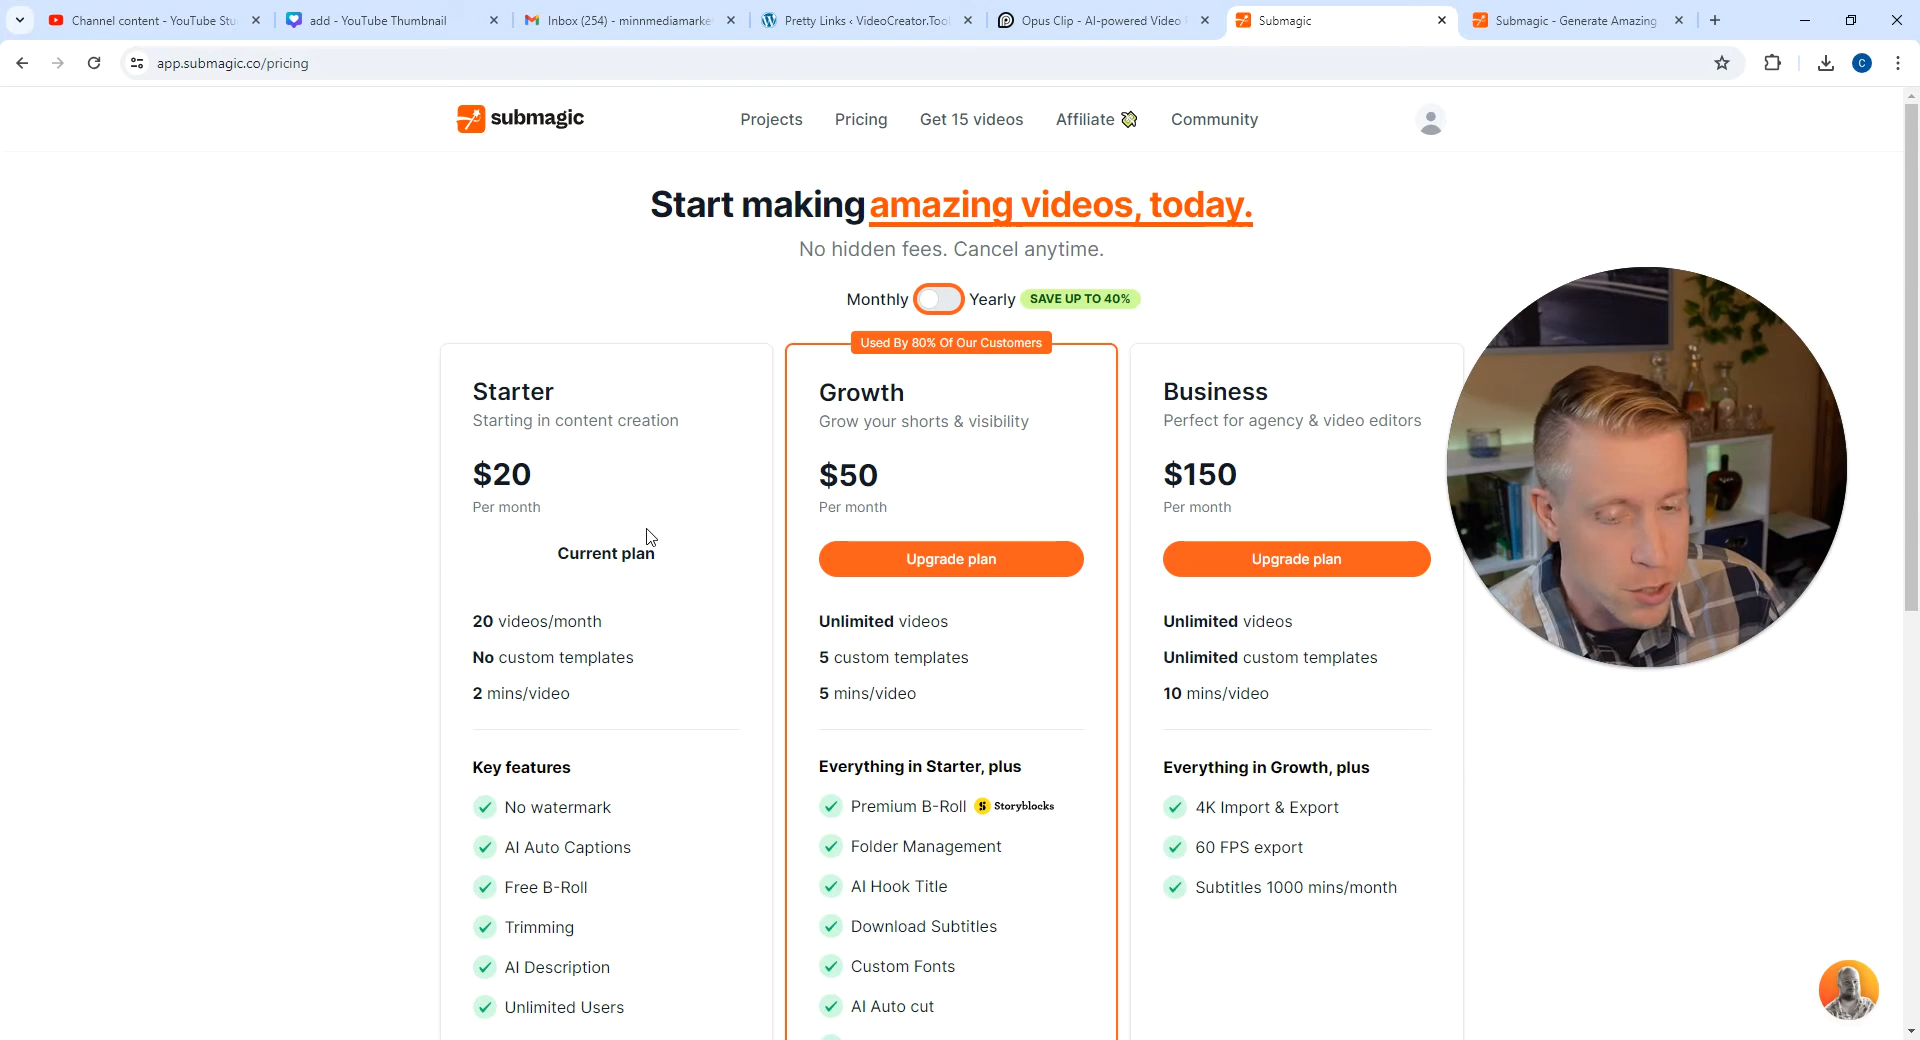 Channel content - YouTube Stu
add - YouTube Thumbnail
Inbox (254) - minnmediamarke
Pretty Links ‹ VideoCreator.Tool
Opus Clip - AI-powered Video
Submagic
Submagic - Generate Amazing
app.submagic.co/pricing
C
submagic
Projects
Pricing
Get 15 videos
Affiliate
Community
Start making amazing videos, today.
No hidden fees. Cancel anytime.
Monthly
Yearly
SAVE UP TO 40%
Used By 80% Of Our Customers
Starter
Starting in content creation
$20
Per month
Current plan
20 videos/month
No custom templates
2 mins/video
Key features
No watermark
AI Auto Captions
Free B-Roll
Trimming
AI Description
Unlimited Users
Growth
Grow your shorts & visibility
$50
Per month
Upgrade plan
Unlimited videos
5 custom templates
5 mins/video
Everything in Starter, plus
Premium B-Roll Storyblocks
Folder Management
AI Hook Title
Download Subtitles
Custom Fonts
AI Auto cut
Business
Perfect for agency & video editors
$150
Per month
Upgrade plan
Unlimited videos
Unlimited custom templates
10 mins/video
Everything in Growth, plus
4K Import & Export
60 FPS export
Subtitles 1000 mins/month